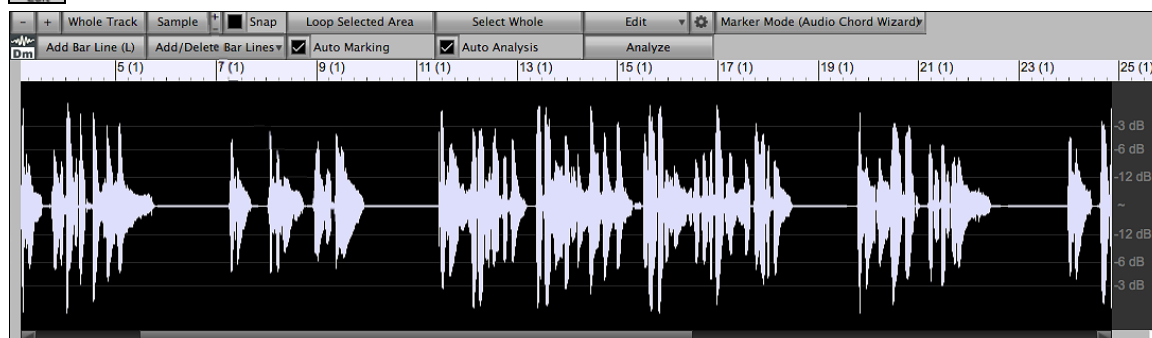 Edit
- + Whole Track Sample + - Snap Loop Selected Area Select Whole Edit Marker Mode (Audio Chord Wizard)
Dm Add Bar Line (L) Add/Delete Bar Lines Auto Marking Auto Analysis Analyze
5 (1) 7 (1) 9 (1) 11 (1) 13 (1) 15 (1) 17 (1) 19 (1) 21 (1) 23 (1) 25 (1)
-3 dB
-6 dB
-12 dB
~
-12 dB
-6 dB
-3 dB